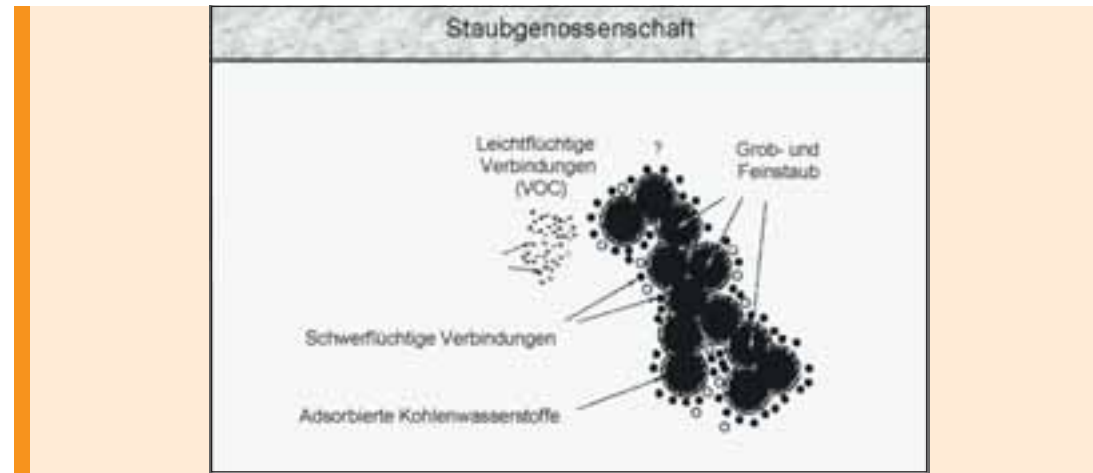 Staubgenossenschaft
Leichtflüchtige
Verbindungen
(VOC)
?
Grob- und
Feinstaub
Schwerflüchtige Verbindungen
Adsorbierte Kohlenwasserstoffe